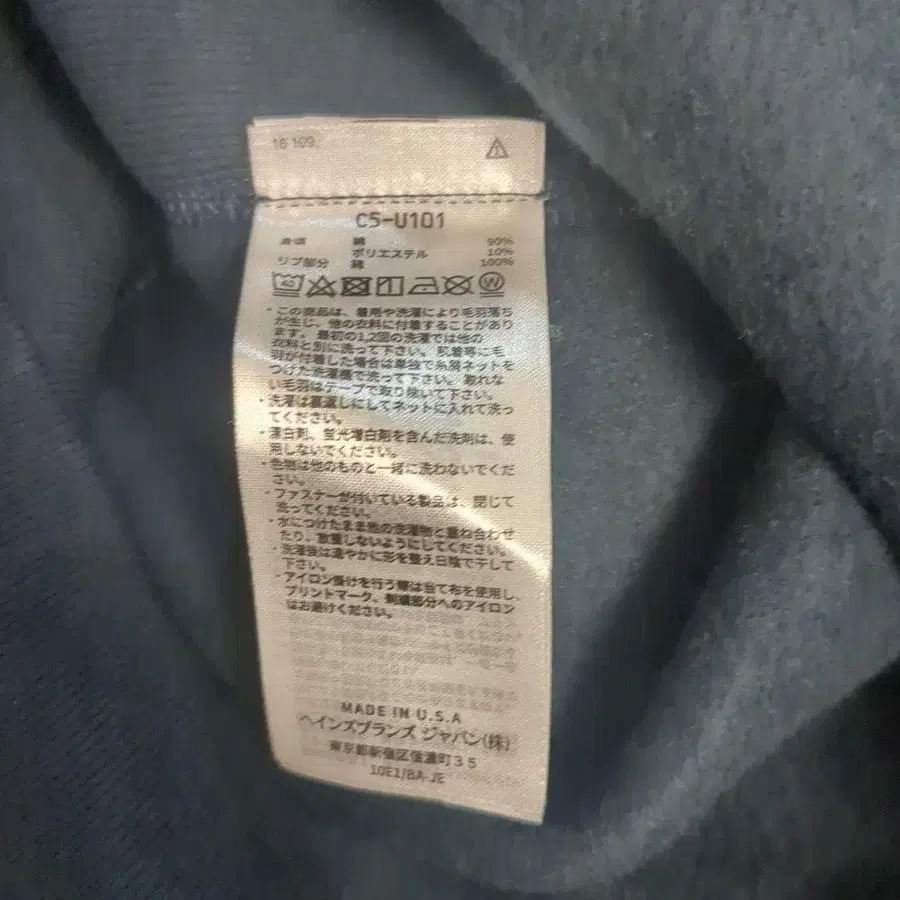 16 109.
C5-U101
身頃 綿 90%
ポリエステル 10%
リブ部分 綿 100%
40
W
・この商品は、着用や洗濯により毛羽落ち
が生じ、他の衣料に付着することがあり
ます。最初の1,2回の洗濯では他の
衣料と別に洗って下さい。肌着等に毛
羽が付着した場合は単独で糸屑ネットを
つけた洗濯機で洗って下さい。取れな
い毛羽はテープで取り除いて下さい。
・洗濯は裏返しにしてネットに入れて洗っ
てください。
・漂白剤、蛍光増白剤を含んだ洗剤は、使
用しないでください。
・色物は他のものと一緒に洗わないでくだ
さい。
・ファスナーが付いている製品は、閉じて
洗ってください。
・水につけたまま他の洗濯物と重ね合わせ
たり、放置しないようにしてください。
・洗濯後は速やかに形を整え日陰で干して
下さい。
・アイロン掛けを行う際は当て布を使用し、
プリントマーク、刺繍部分へのアイロン
はお避けください。
MADE IN U.S.A
ヘインズブランズ ジャパン(株)
東京都新宿区信濃町35
10E1/BA-JE